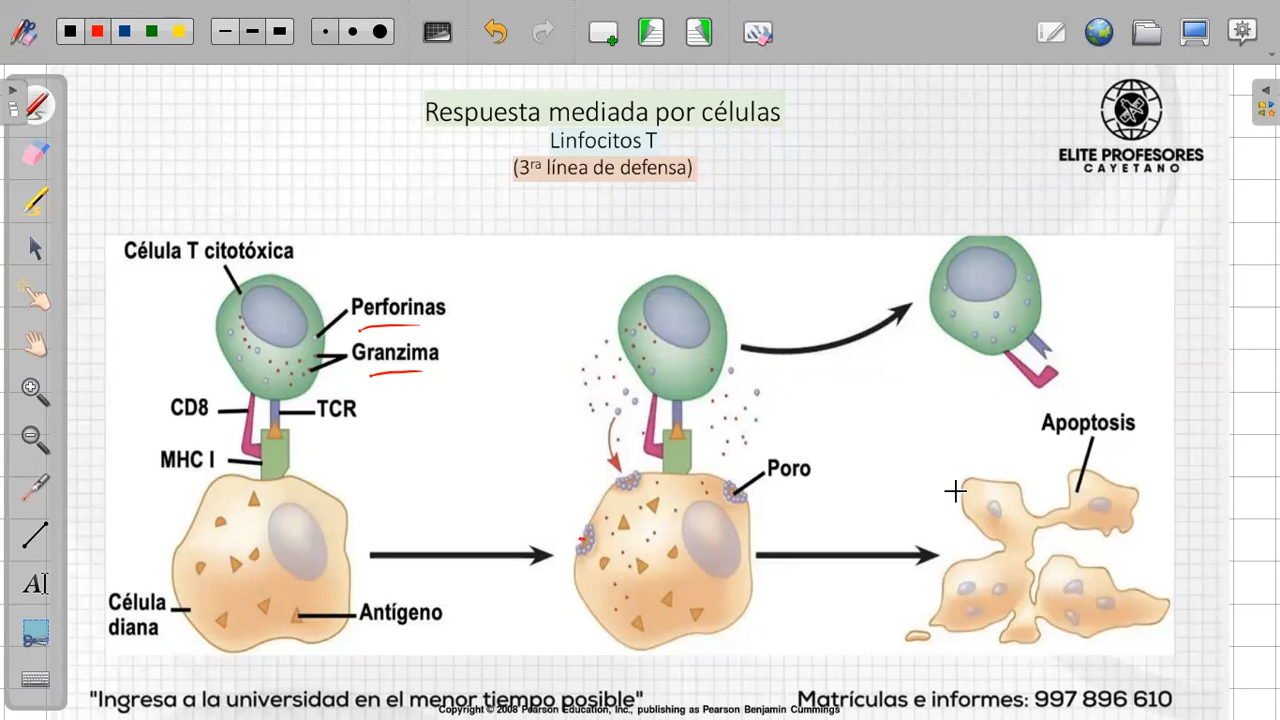 Respuesta mediada por células
Linfocitos T
(3ra línea de defensa)
ELITE PROFESORES
CAYETANO
Célula T citotóxica
Perforinas
Granzima
CD8
TCR
MHC I
Célula
diana
Antígeno
Poro
Apoptosis
"Ingresa a la universidad en el menor tiempo posible"
Matrículas e informes: 997 896 610
Copyright © 2008 Pearson Education, Inc., publishing as Pearson Benjamin Cummings